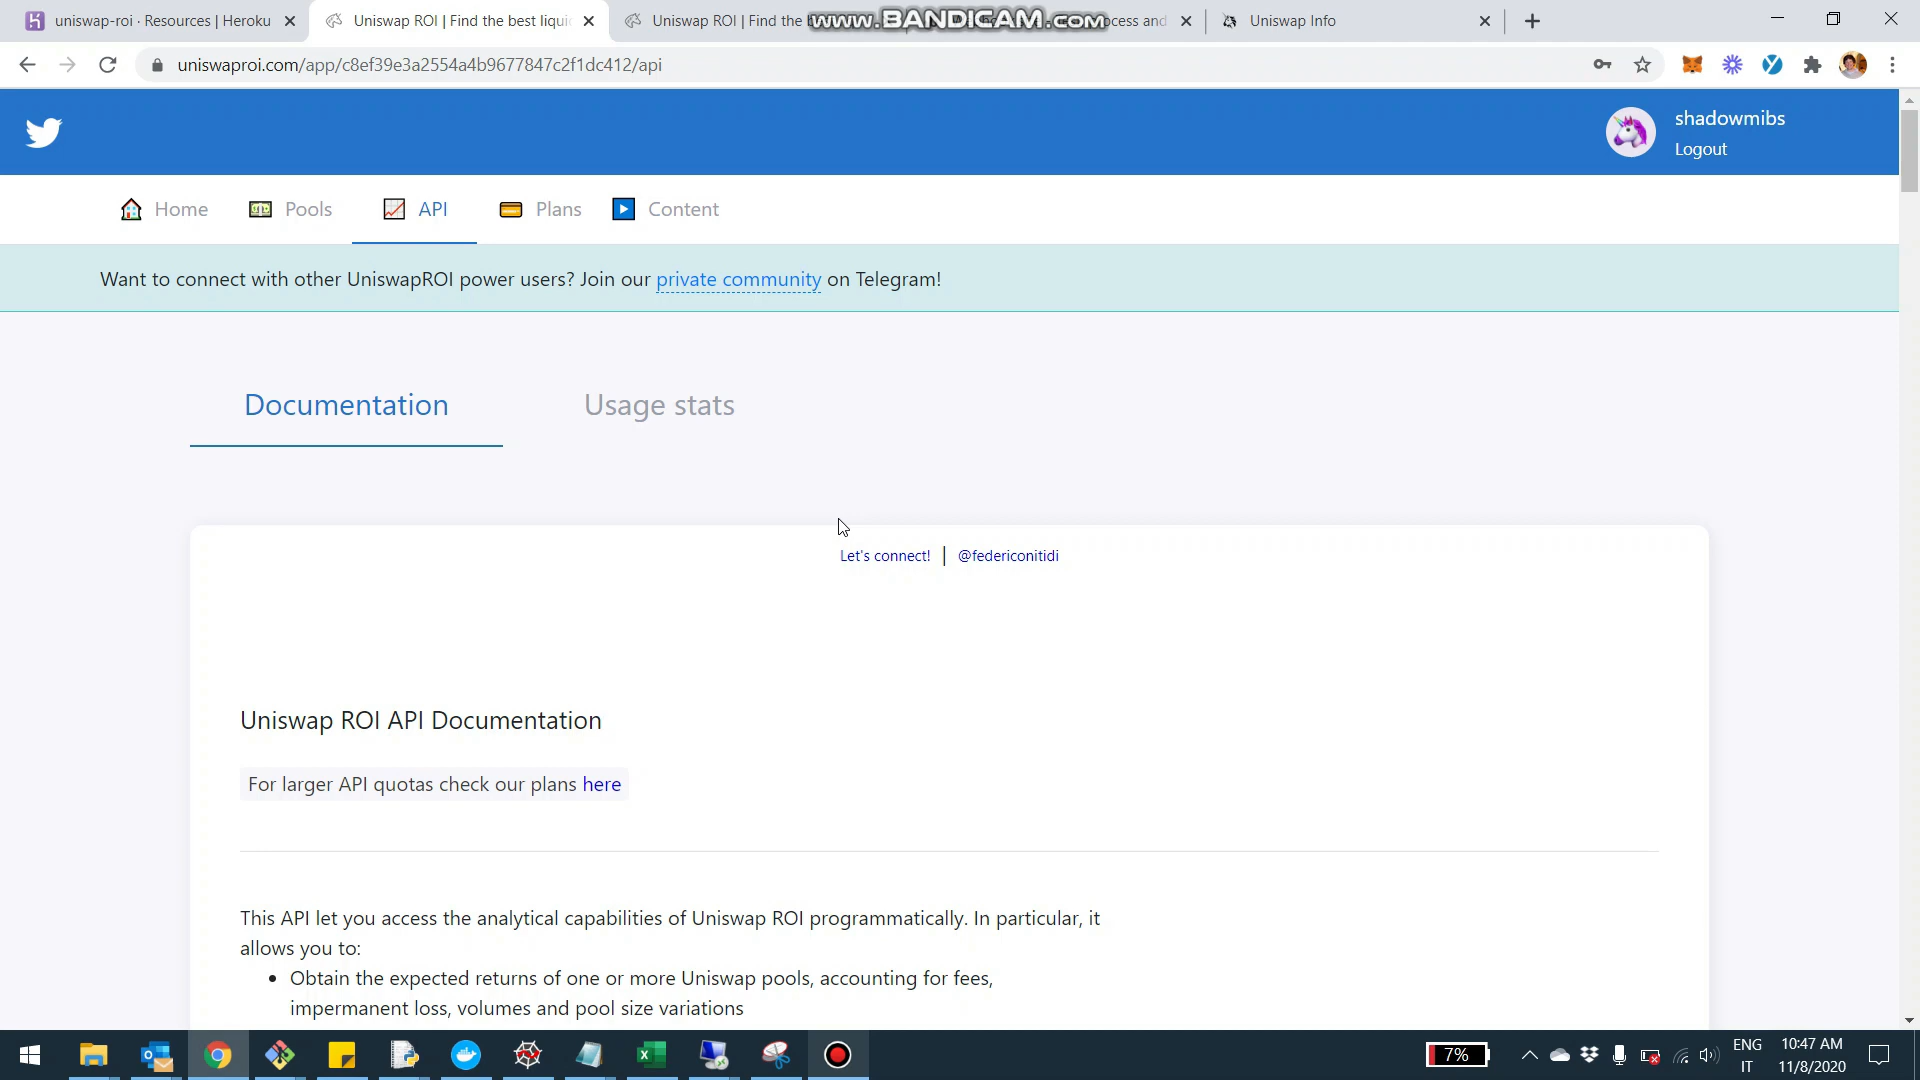 uniswap-roi · Resources | Heroku
Uniswap ROI | Find the best liqui
Uniswap ROI | Find the
www.BANDICAM.com
cess and
Uniswap Info
uniswaproi.com/app/c8ef39e3a2554a4b9677847c2f1dc412/api
shadowmibs
Logout
Home
Pools
API
Plans
Content
Want to connect with other UniswapROI power users? Join our private community on Telegram!
Documentation
Usage stats
Let's connect! | @federiconitidi
Uniswap ROI API Documentation
For larger API quotas check our plans here
This API let you access the analytical capabilities of Uniswap ROI programmatically. In particular, it
allows you to:
• Obtain the expected returns of one or more Uniswap pools, accounting for fees,
impermanent loss, volumes and pool size variations
7%
ENG
IT
10:47 AM
11/8/2020